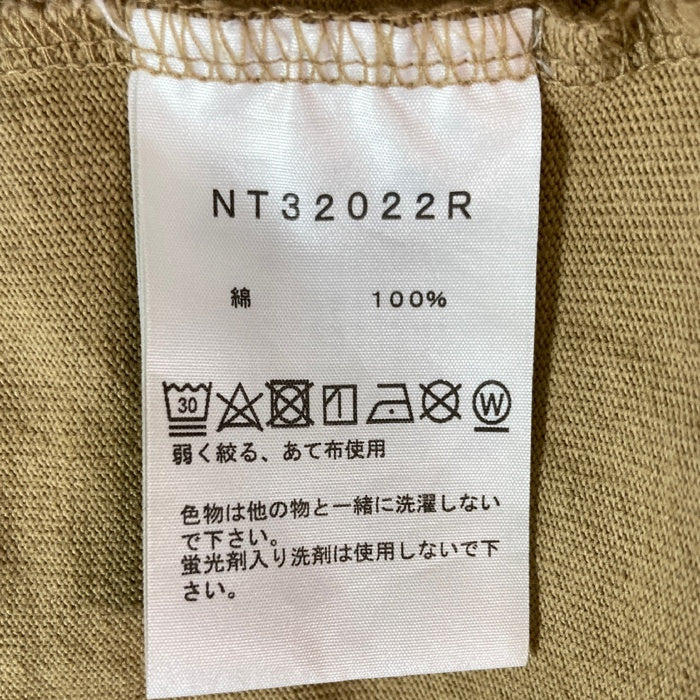 NT32022R
綿 100%
30 W
弱く絞る、あて布使用
色物は他の物と一緒に洗濯しない
で下さい。
蛍光剤入り洗剤は使用しないで下
さい。